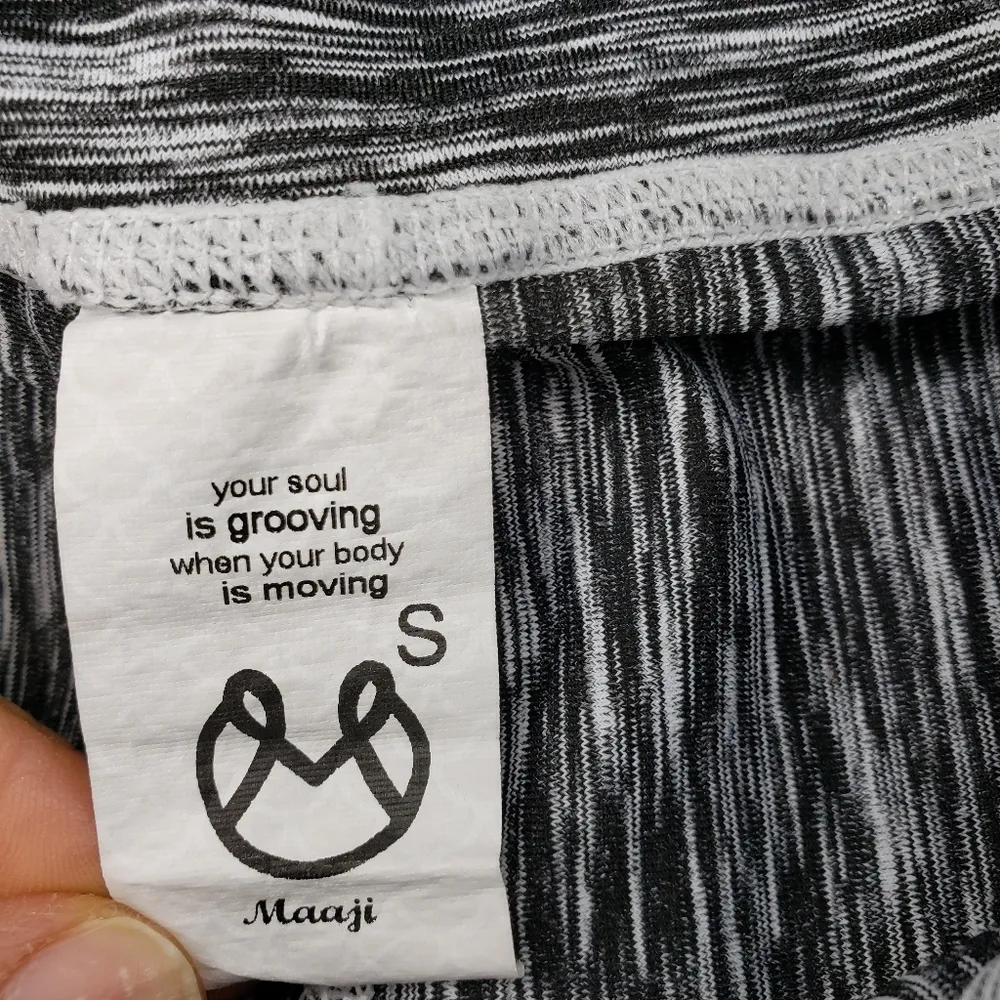 your soul
is grooving
when your body
is moving
S
Maaji